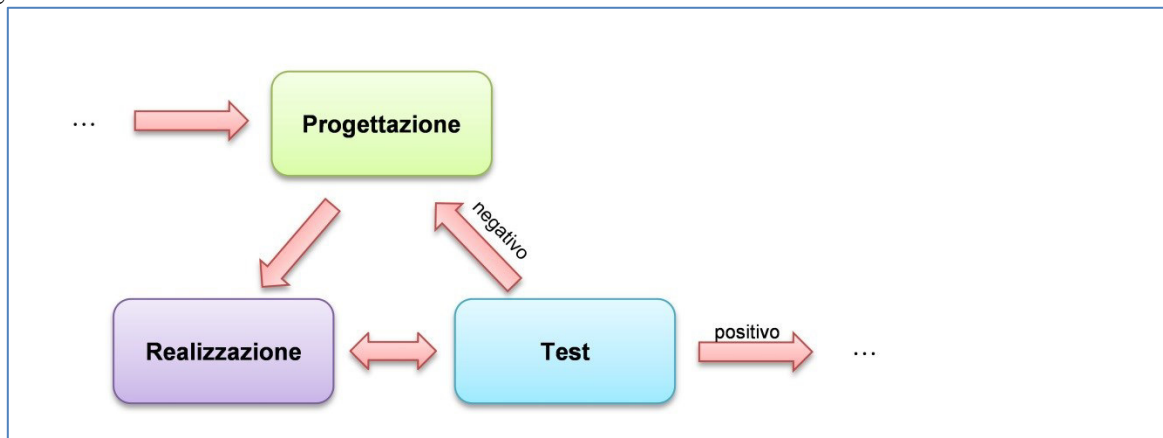 ...
Progettazione
negativo
Realizzazione
Test
positivo
...